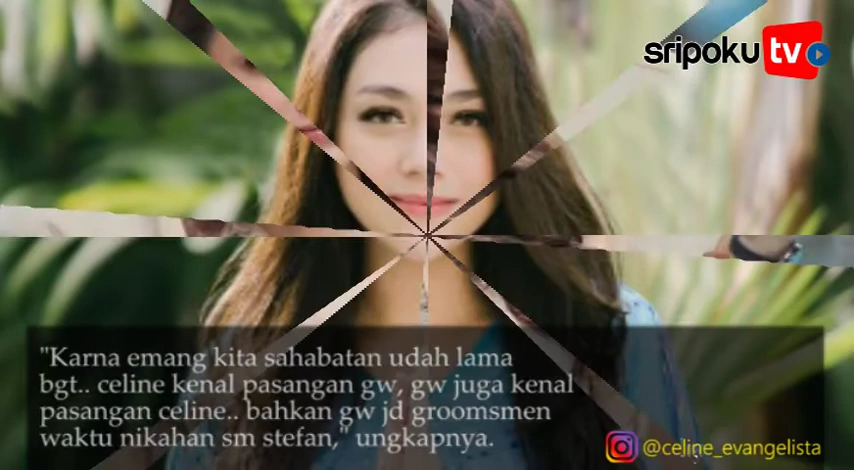 sripoku tv
"Karna emang kita sahabatan udah lama
bgt.. celine kenal pasangan gw, gw juga kenal
pasangan celine.. bahkan gw jd groomsmen
waktu nikahan sm stefan," ungkapnya.
@celine_evangelista